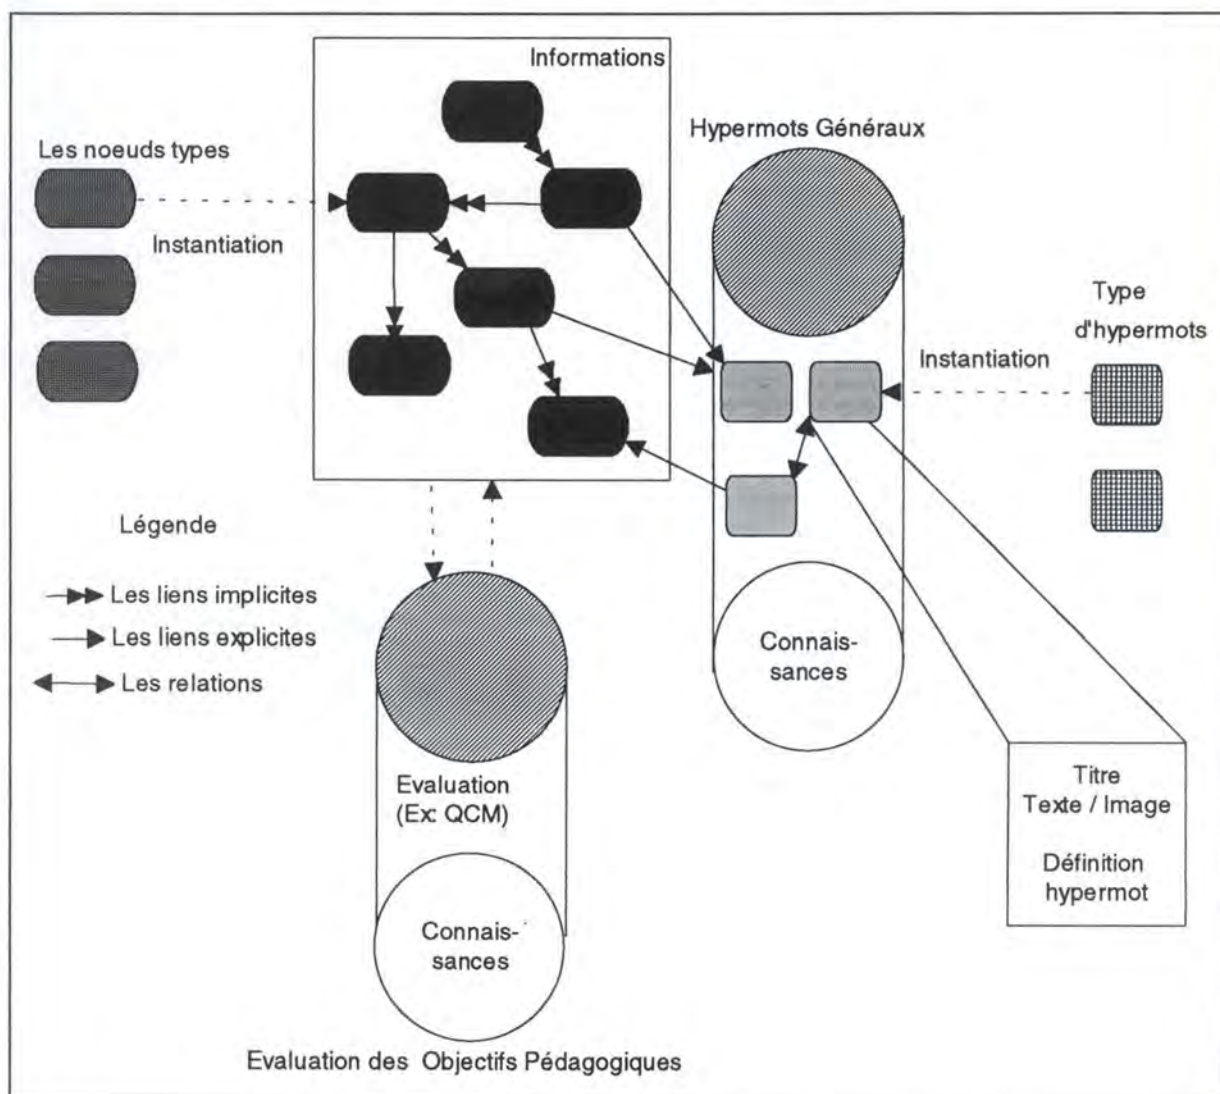 Informations
Hypermots Généraux
Les noeuds types
Instantiation
Type
d'hypermots
Instantiation
Légende
Les liens implicites
Les liens explicites
Les relations
Connais-
sances
Evaluation
(Ex: QCM)
Titre
Texte / Image
Définition
hypermot
Connais-
sances
Evaluation des Objectifs Pédagogiques